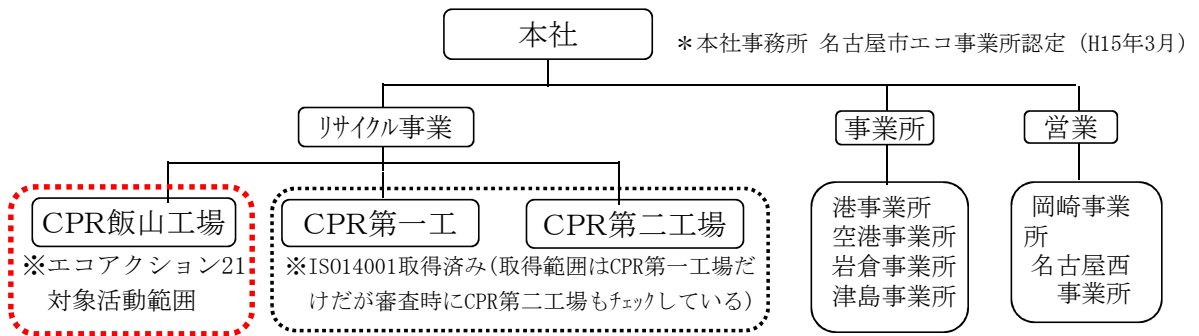 本社
＊本社事務所 名古屋市エコ事業所認定 (H15年3月)
ﾘｻｲｸﾙ事業
事業所
営業
CPR飯山工場
CPR第一工
CPR第二工場
※エコアクション21
対象活動範囲
※ISO14001取得済み(取得範囲はCPR第一工場だ
けだが審査時にCPR第二工場もﾁｪｯｸしている)
港事業所
空港事業所
岩倉事業所
津島事業所
岡崎事業
所
名古屋西
事業所